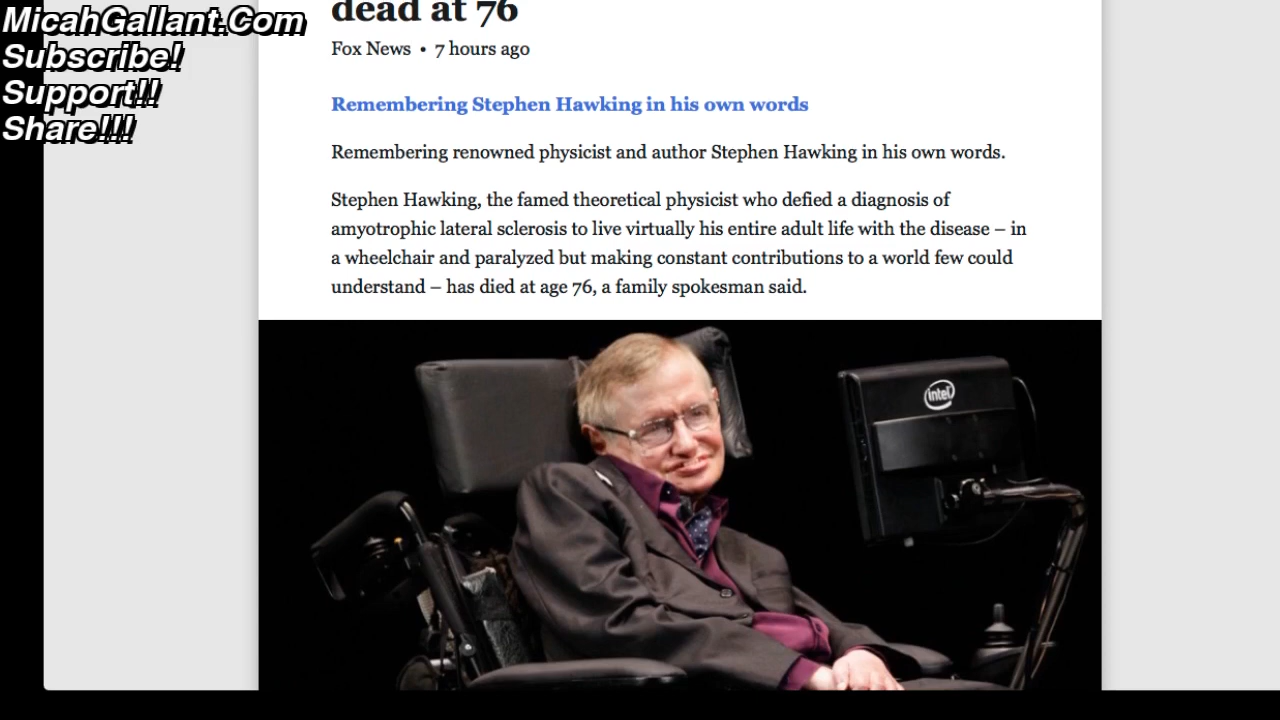 MicahGallant.Com
Subscribe!
Support!!
Share!!!
dead at 76
Fox News • 7 hours ago
Remembering Stephen Hawking in his own words
Remembering renowned physicist and author Stephen Hawking in his own words.
Stephen Hawking, the famed theoretical physicist who defied a diagnosis of
amyotrophic lateral sclerosis to live virtually his entire adult life with the disease – in
a wheelchair and paralyzed but making constant contributions to a world few could
understand – has died at age 76, a family spokesman said.
intel